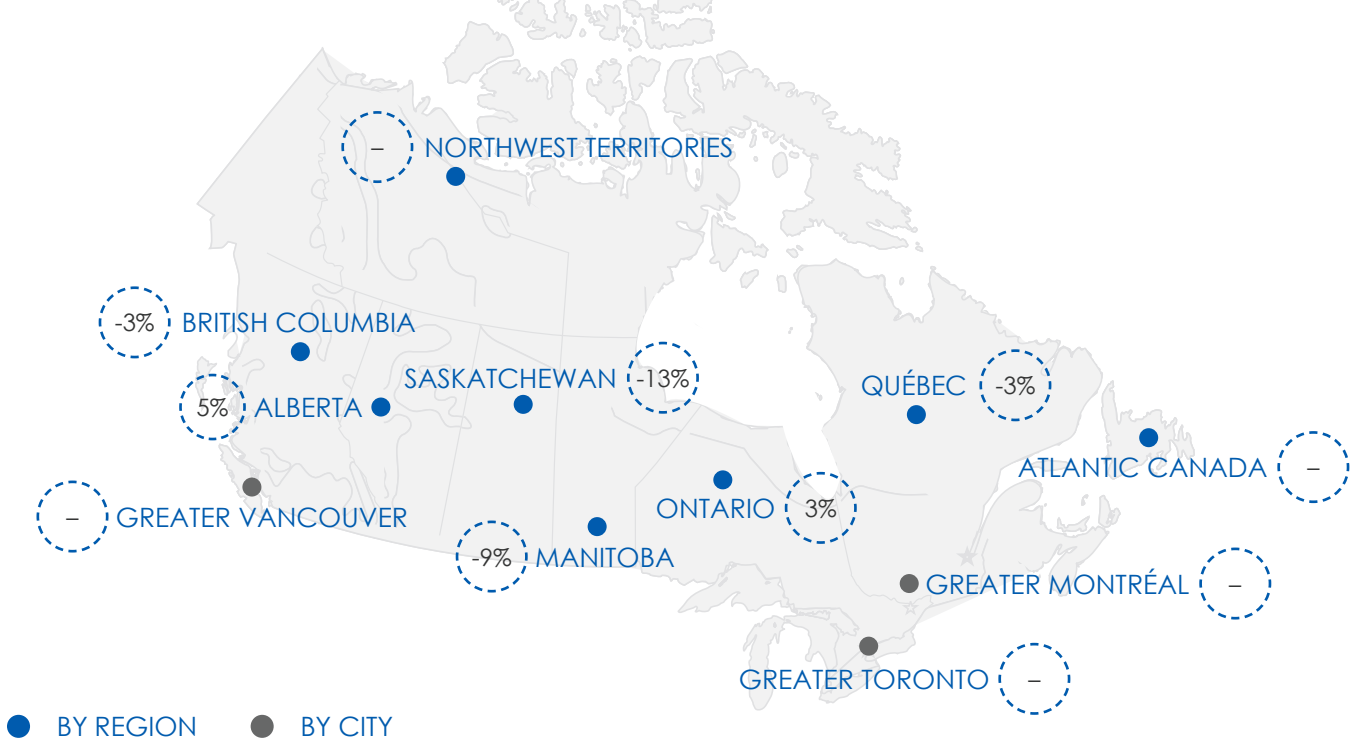 – NORTHWEST TERRITORIES
-3% BRITISH COLUMBIA
SASKATCHEWAN -13%
QUÉBEC -3%
5% ALBERTA
ATLANTIC CANADA –
ONTARIO 3%
– GREATER VANCOUVER
-9% MANITOBA
GREATER MONTRÉAL –
GREATER TORONTO –
BY REGION BY CITY